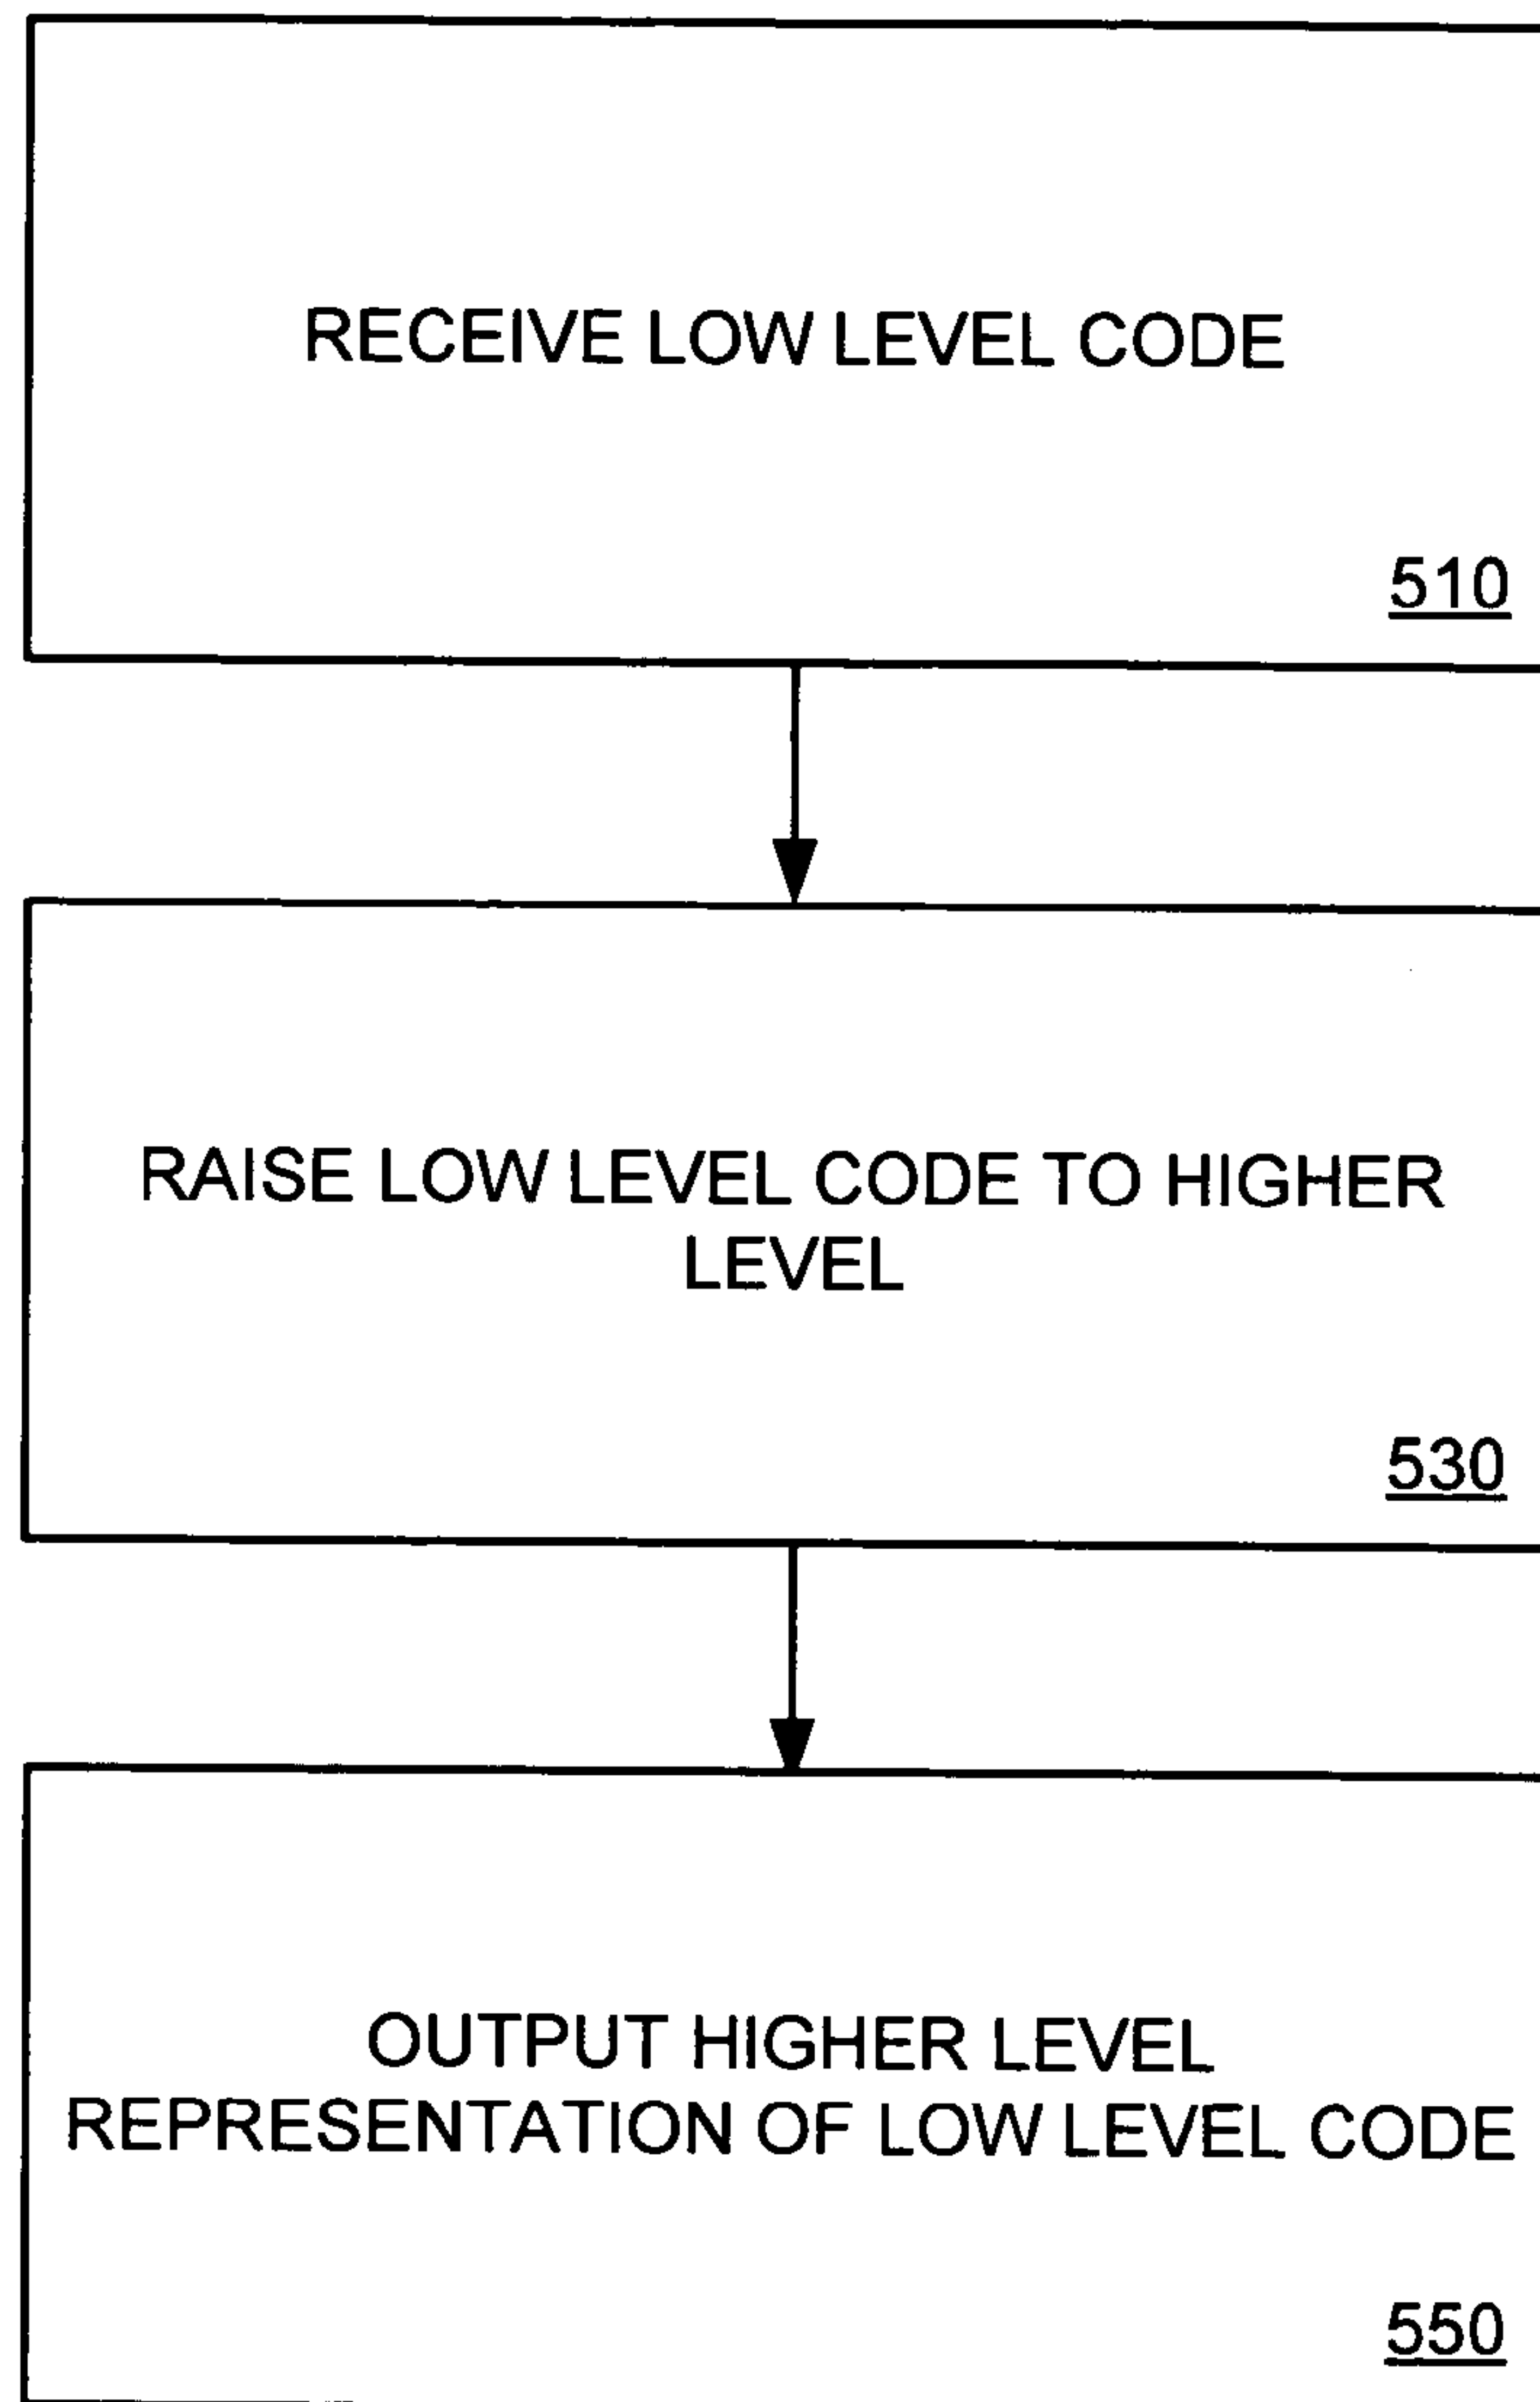 RECEIVE LOW LEVEL CODE
510
RAISE LOW LEVEL CODE TO HIGHER
LEVEL
530
OUTPUT HIGHER LEVEL
REPRESENTATION OF LOW LEVEL CODE
550